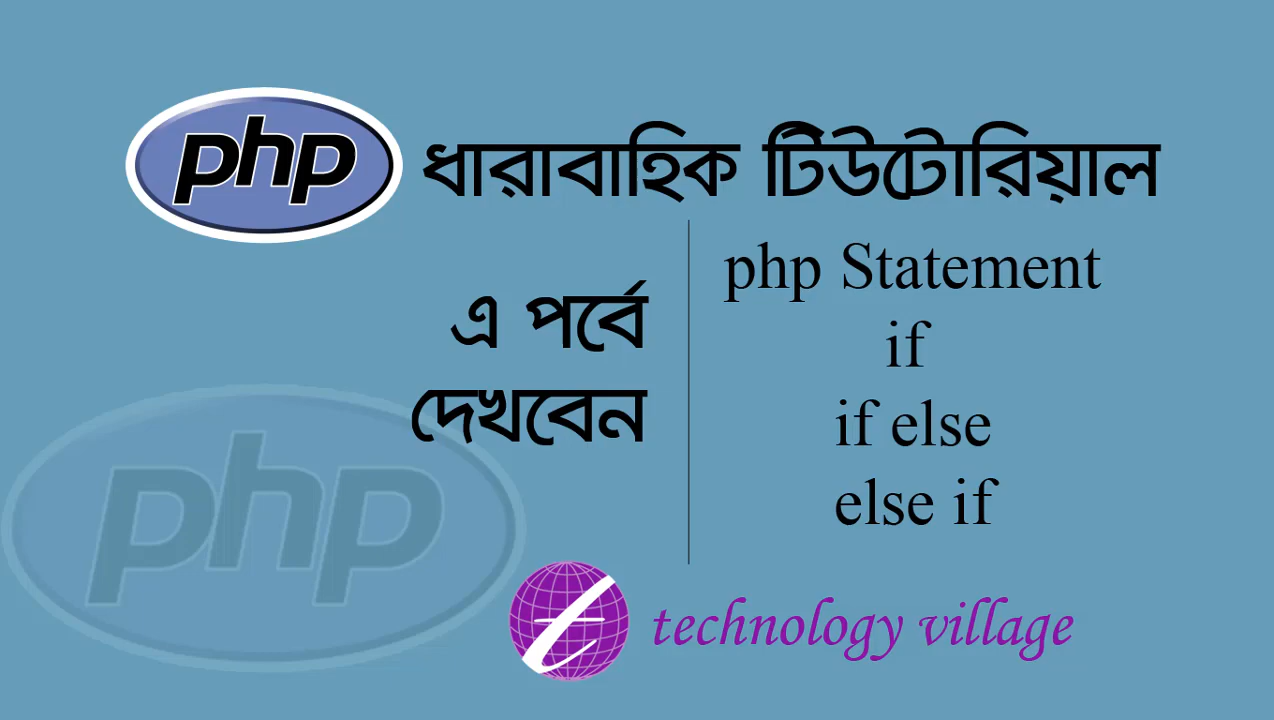 php ধারাবাহিক টিউটোরিয়াল
এ পর্বে
দেখবেন
php Statement
if
if else
else if
php
technology village